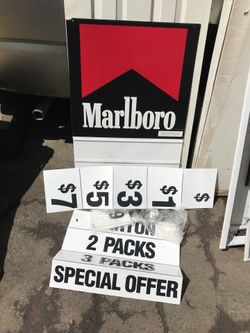 Marlboro
$7 $5 $3 $1 $
2 PACKS
3 PACKS
SPECIAL OFFER